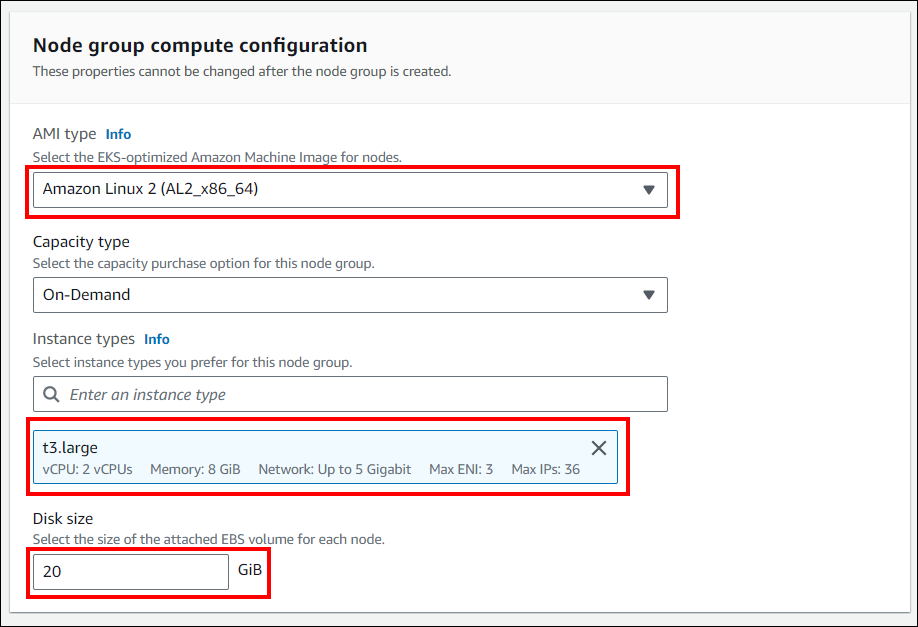 Node group compute configuration
These properties cannot be changed after the node group is created.
AMI type Info
Select the EKS-optimized Amazon Machine Image for nodes.
Amazon Linux 2 (AL2_x86_64)
Capacity type
Select the capacity purchase option for this node group.
On-Demand
Instance types Info
Select instance types you prefer for this node group.
Enter an instance type
t3.large
vCPU: 2 vCPUs Memory: 8 GiB Network: Up to 5 Gigabit Max ENI: 3 Max IPs: 36
Disk size
Select the size of the attached EBS volume for each node.
20 GiB